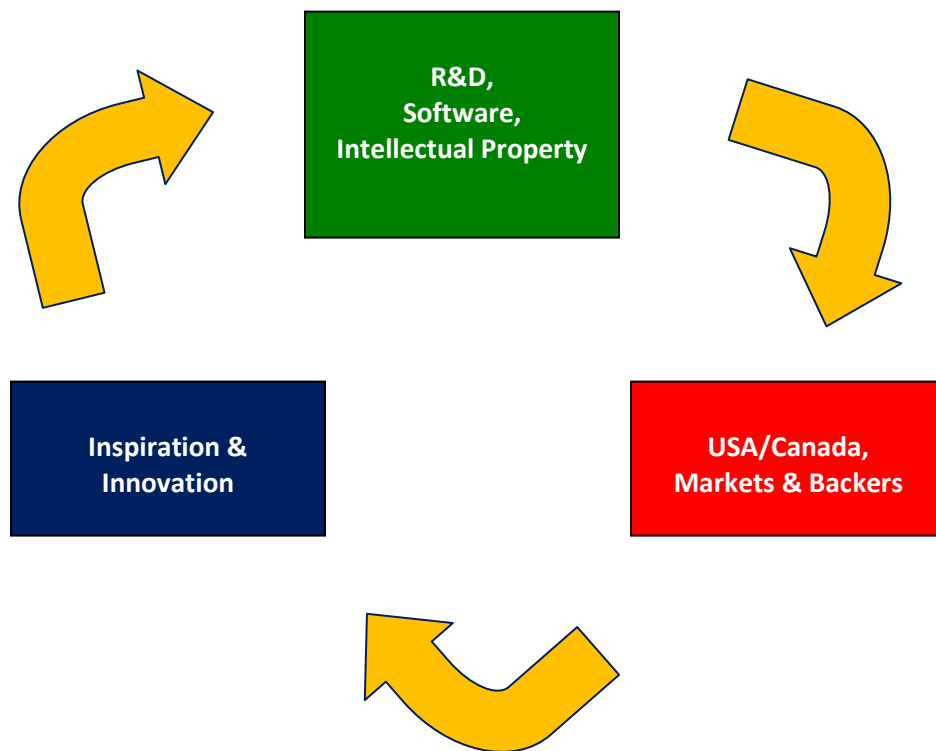 R&D,
Software,
Intellectual Property
Inspiration &
Innovation
USA/Canada,
Markets & Backers